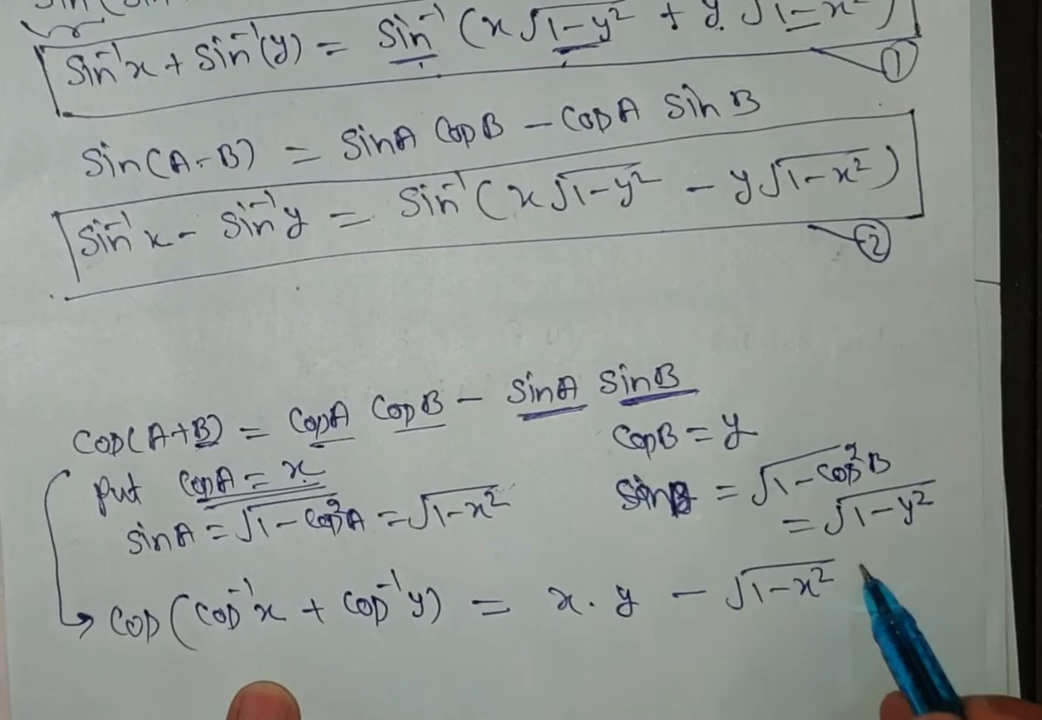 sin⁻¹x + sin⁻¹(y) = sin⁻¹(x√1-y² + y√1-x²)
①
sin(A-B) = sinA cosB - cosA sinB
sin⁻¹x - sin⁻¹y = sin⁻¹(x√1-y² - y√1-x²)
②
cos(A+B) = cosA cosB - sinA sinB
Put cosA = x
cosB = y
sinA = √1-cos²A = √1-x²
sinB = √1-cos²B
= √1-y²
cos(cos⁻¹x + cos⁻¹y) = x.y - √1-x²